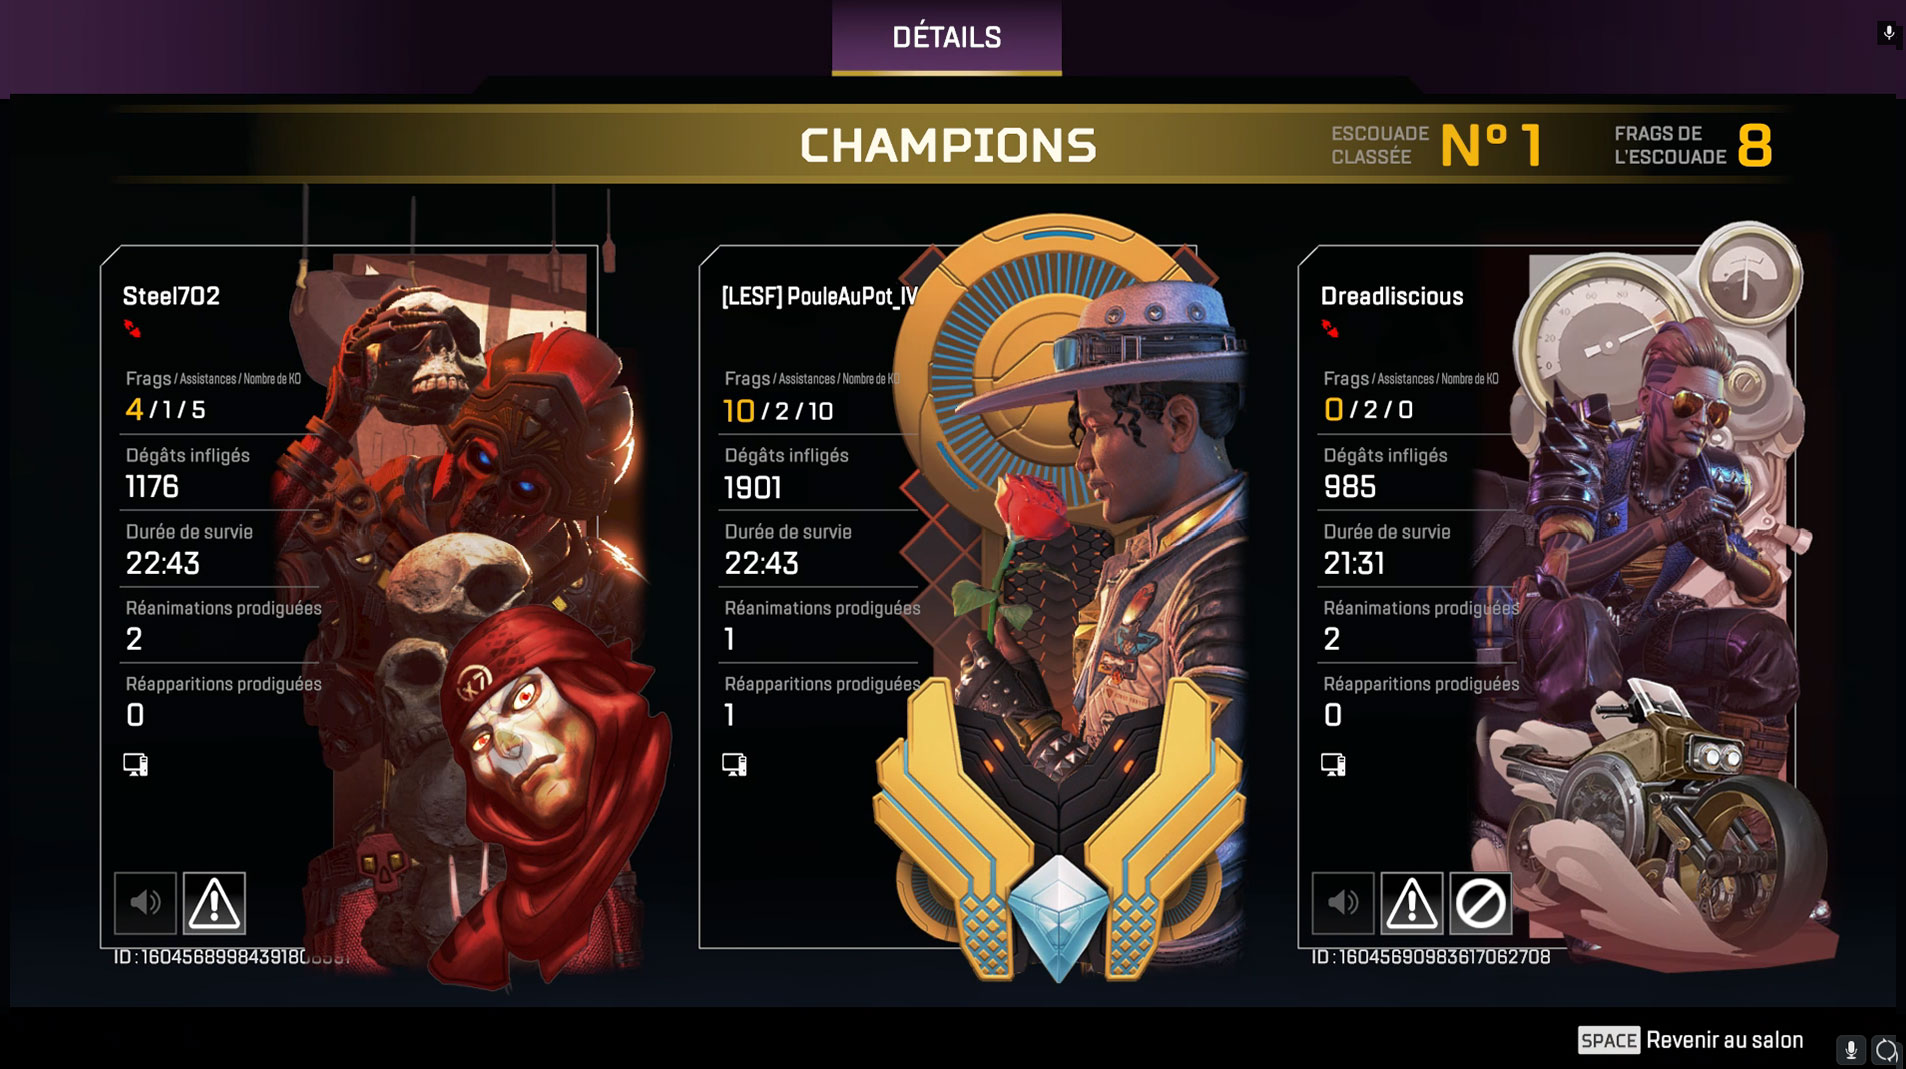 DÉTAILS
CHAMPIONS
ESCOUADE
CLASSÉE
Nº 1
FRAGS DE
L'ESCOUADE
8
Steel702
Frags / Assistances / Nombre de KO
4 / 1 / 5
Dégâts infligés
1176
Durée de survie
22:43
Réanimations prodiguées
2
Réapparitions prodiguées
0
[LESF] PouleAuPot_IV
Frags / Assistances / Nombre de KO
10 / 2 / 10
Dégâts infligés
1901
Durée de survie
22:43
Réanimations prodiguées
1
Réapparitions prodiguées
1
Dreadliscious
Frags / Assistances / Nombre de KO
0 / 2 / 0
Dégâts infligés
985
Durée de survie
21:31
Réanimations prodiguées
2
Réapparitions prodiguées
0
X7
ID :
ID : 16045690983617062708
SPACE Revenir au salon